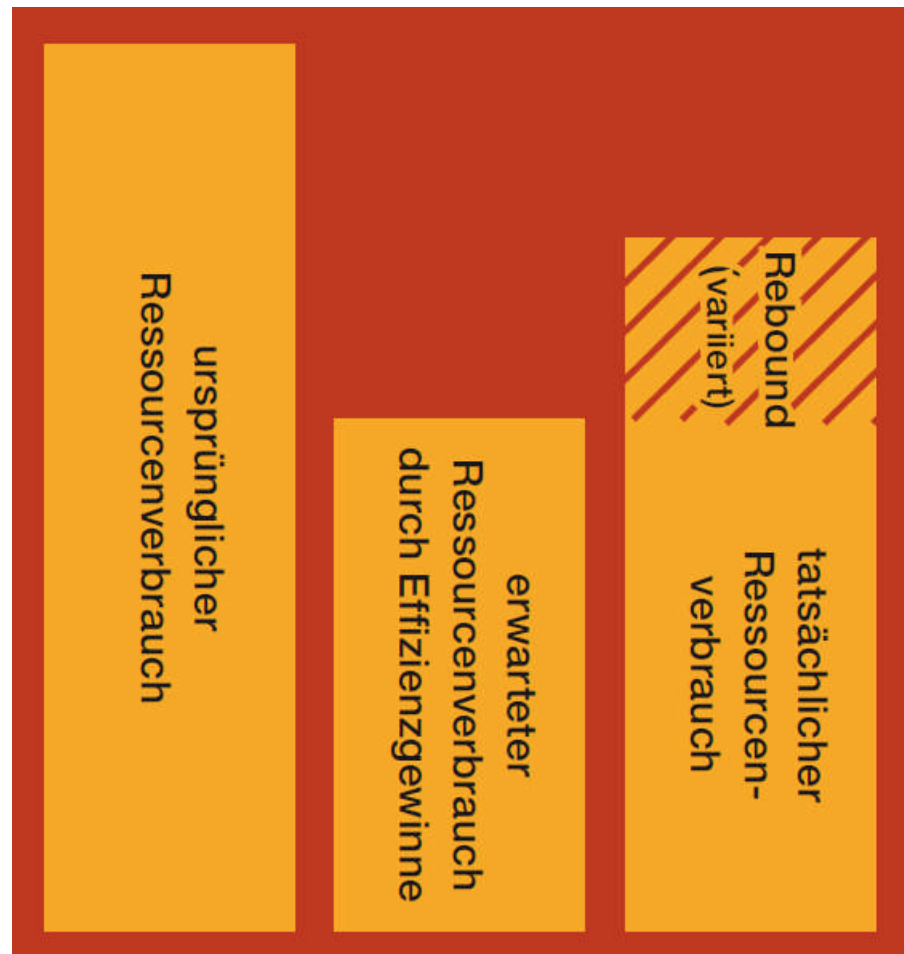 ursprünglicher
Ressourcenverbrauch
erwarteter
Ressourcenverbrauch
durch Effizienzgewinne
Rebound
(variiert)
tatsächlicher
Ressourcen-
verbrauch